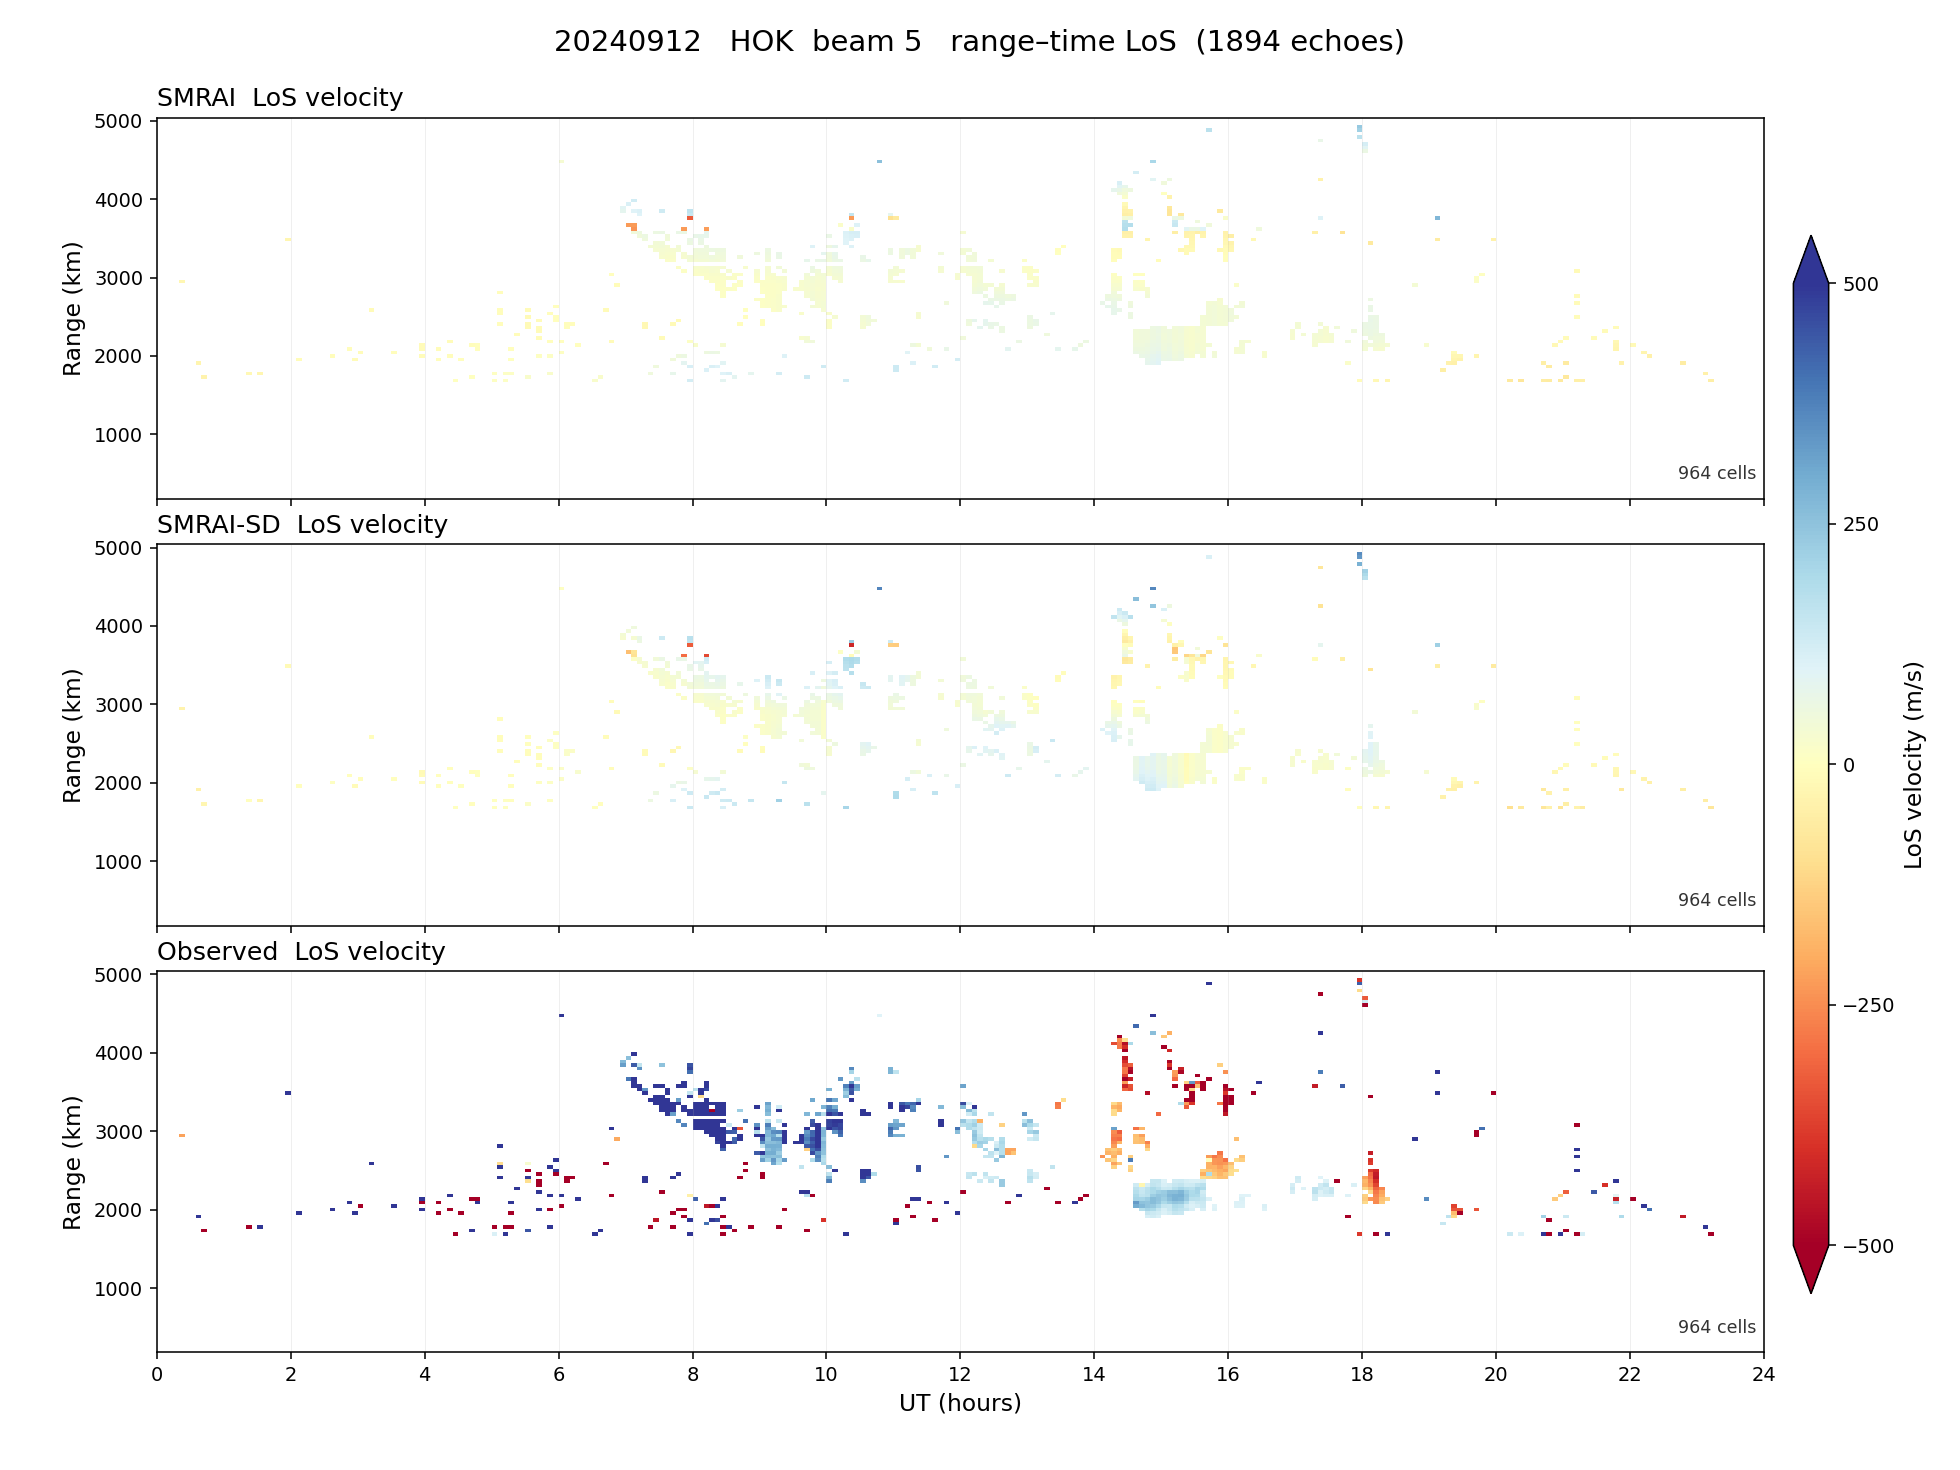 20240912   HOK  beam 5   range–time LoS  (1894 echoes)
SMRAI  LoS velocity
5000
4000
3000
2000
1000
Range (km)
964 cells
SMRAI-SD  LoS velocity
5000
4000
3000
2000
1000
Range (km)
964 cells
Observed  LoS velocity
5000
4000
3000
2000
1000
Range (km)
964 cells
0 2 4 6 8 10 12 14 16 18 20 22 24
UT (hours)
500
250
0
−250
−500
LoS velocity (m/s)